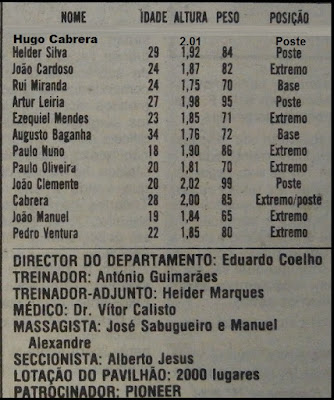 NOME IDADE ALTURA PESO POSIÇÃO
Hugo Cabrera 2.01 Poste
Helder Silva 29 1,92 84 Poste
João Cardoso 24 1,87 82 Extremo
Rui Miranda 24 1,75 70 Base
Artur Leiria 27 1,98 95 Poste
Ezequiel Mendes 23 1,85 71 Extremo
Augusto Baganha 34 1,76 72 Base
Paulo Nuno 18 1,90 86 Extremo
Paulo Oliveira 20 1,81 70 Extremo
João Clemente 20 2,02 99 Poste
Cabrera 28 2,00 85 Extremo/poste
João Manuel 19 1,84 65 Extremo
Pedro Ventura 22 1,85 80 Extremo
DIRECTOR DO DEPARTAMENTO: Eduardo Coelho
TREINADOR: António Guimarães
TREINADOR-ADJUNTO: Heider Marques
MÉDICO: Dr. Vítor Calisto
MASSAGISTA: José Sabugueiro e Manuel
Alexandre
SECCIONISTA: Alberto Jesus
LOTAÇÃO DO PAVILHÃO: 2000 lugares
PATROCINADOR: PIONEER